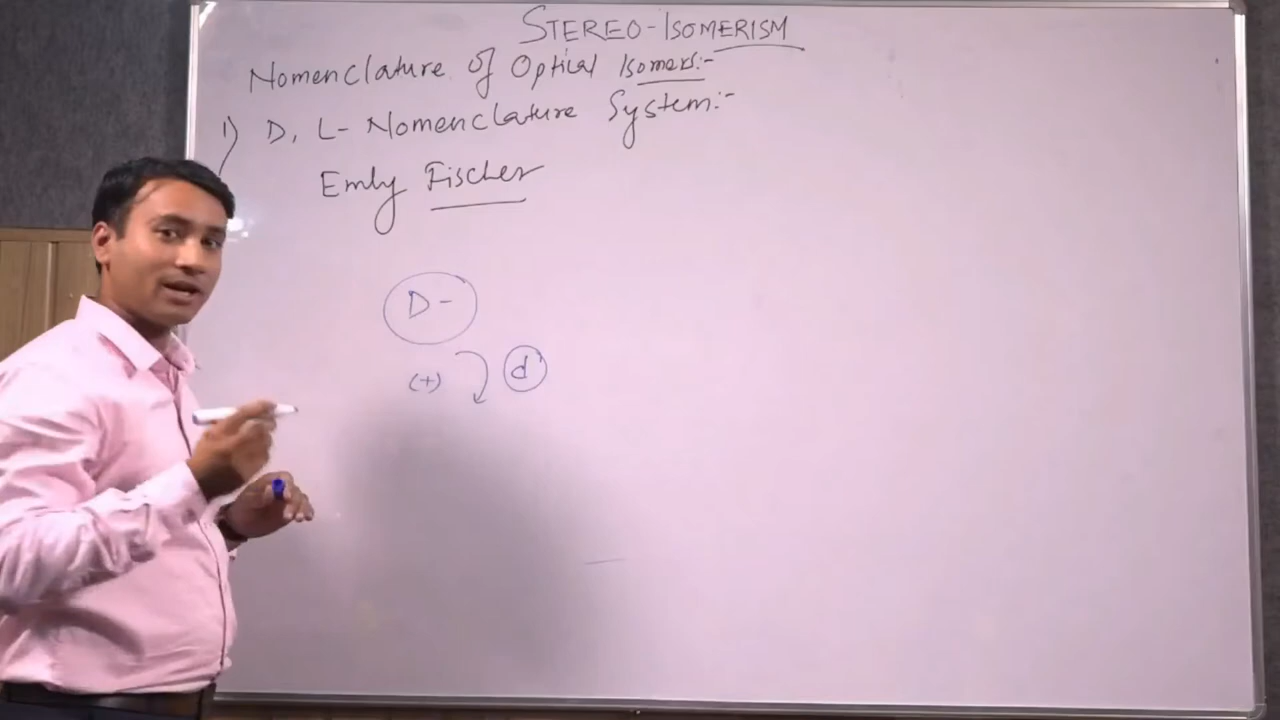 STEREO-ISOMERISM
Nomenclature of Optical Isomers:-
1) D, L- Nomenclature System:-
Emly Fischer
D-
(+) d